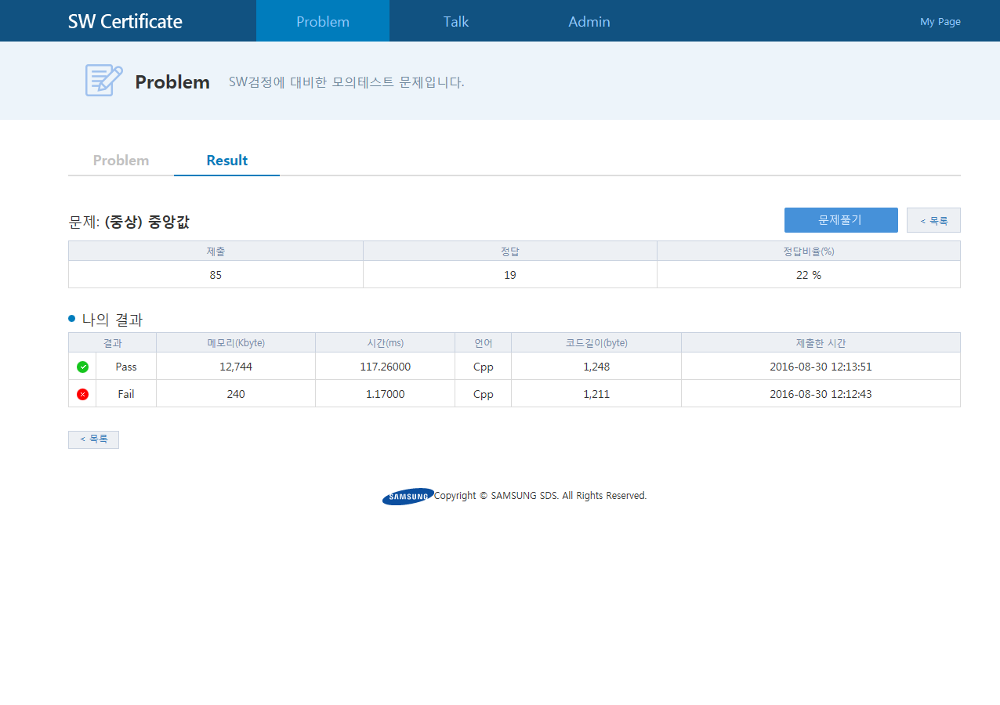 SW Certificate Problem Talk Admin My Page
Problem SW검정에 대비한 모의테스트 문제입니다.
Problem Result
문제: (중상) 중앙값 문제풀기 < 목록
제출 정답 정답비율(%)
85 19 22 %
나의 결과
결과 메모리(Kbyte) 시간(ms) 언어 코드길이(byte) 제출한 시간
Pass 12,744 117.26000 Cpp 1,248 2016-08-30 12:13:51
Fail 240 1.17000 Cpp 1,211 2016-08-30 12:12:43
< 목록
SAMSUNG Copyright © SAMSUNG SDS. All Rights Reserved.